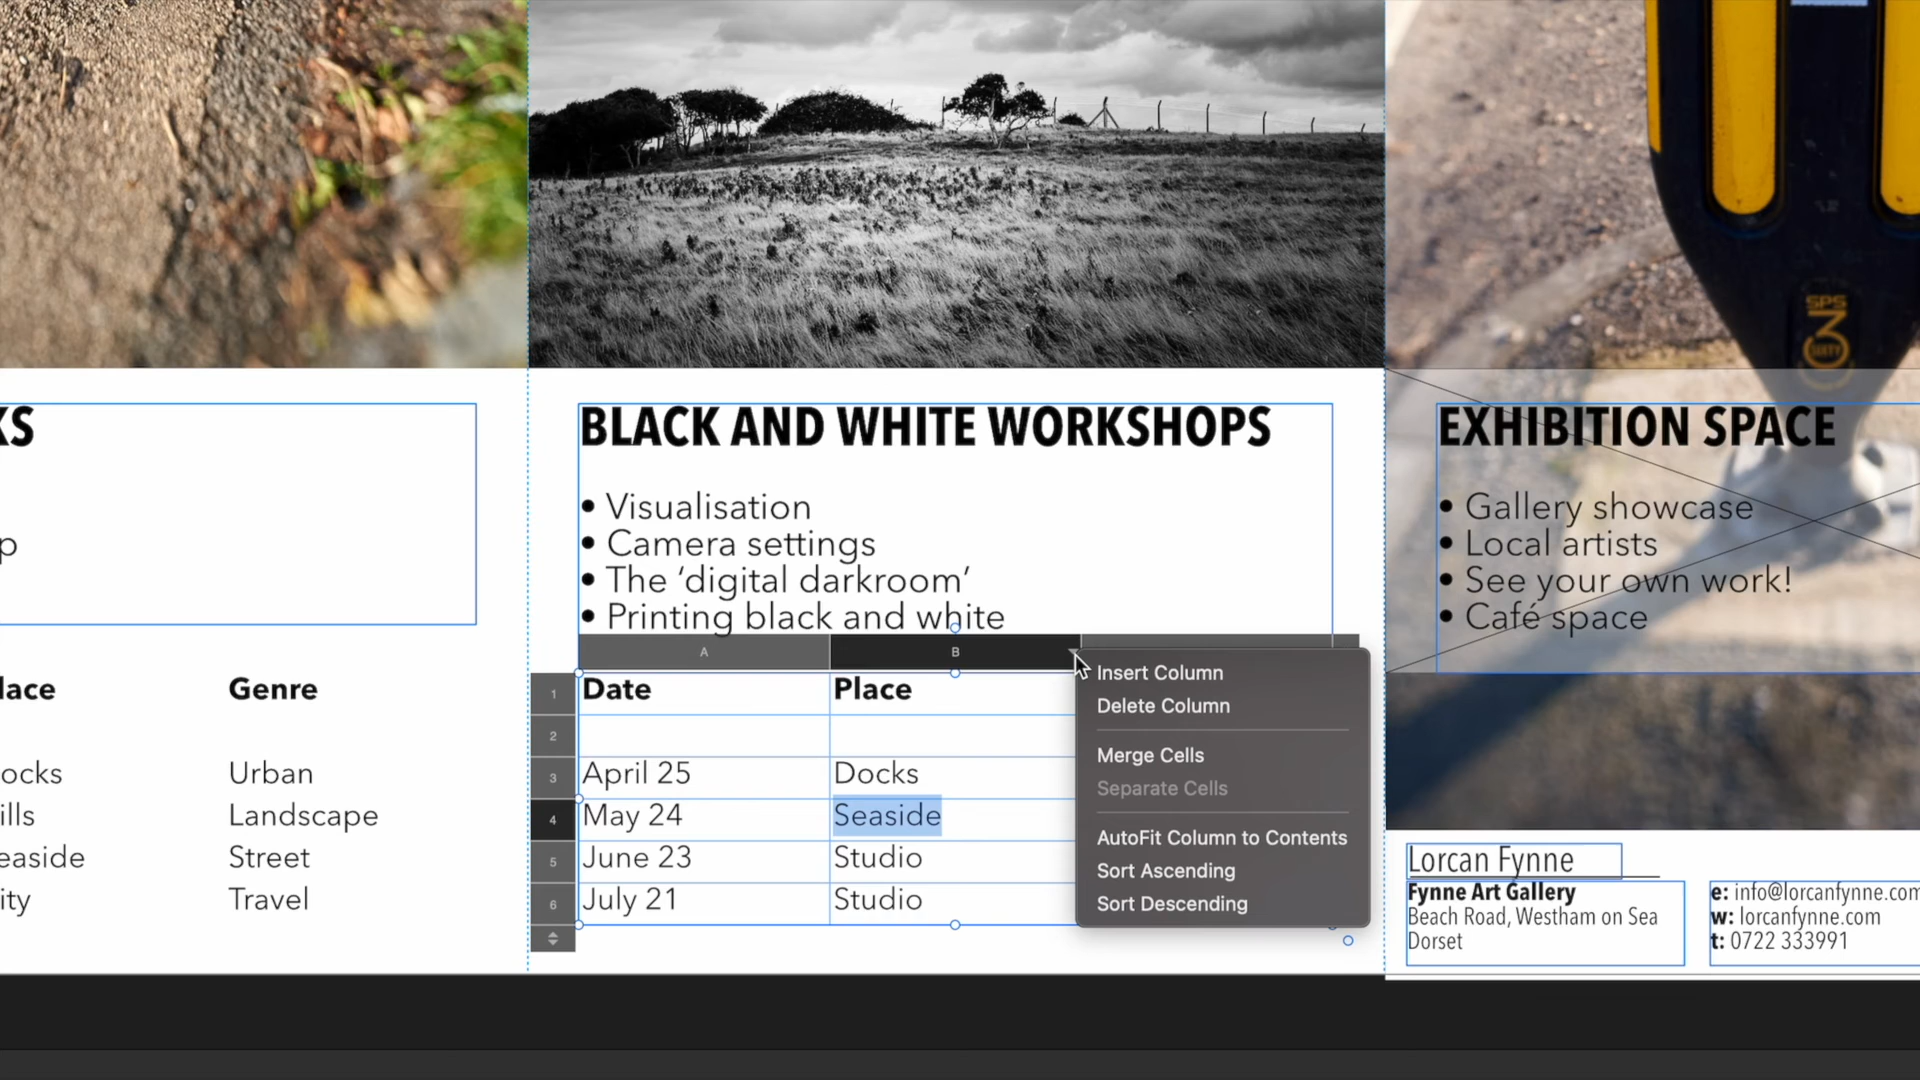 SPS
KS
p
lace
Genre
ocks
Urban
ills
Landscape
easide
Street
ity
Travel
BLACK AND WHITE WORKSHOPS
• Visualisation
• Camera settings
• The ‘digital darkroom’
• Printing black and white
A
B
1
Date
Place
2
3
April 25
Docks
4
May 24
Seaside
5
June 23
Studio
6
July 21
Studio
Insert Column
Delete Column
Merge Cells
Separate Cells
AutoFit Column to Contents
Sort Ascending
Sort Descending
EXHIBITION SPACE
• Gallery showcase
• Local artists
• See your own work!
• Café space
Lorcan Fynne
Fynne Art Gallery
Beach Road, Westham on Sea
Dorset
e: info@lorcanfynne.com
w: lorcanfynne.com
t: 0722 333991